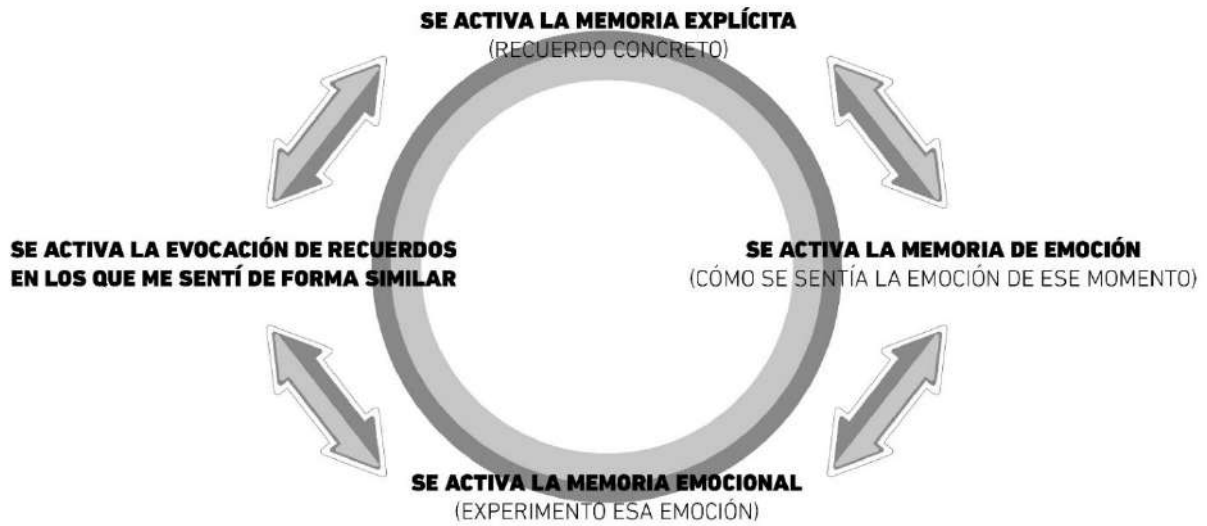 SE ACTIVA LA MEMORIA EXPLÍCITA
(RECUERDO CONCRETO)
SE ACTIVA LA EVOCACIÓN DE RECUERDOS
EN LOS QUE ME SENTÍ DE FORMA SIMILAR
SE ACTIVA LA MEMORIA DE EMOCIÓN
(CÓMO SE SENTÍA LA EMOCIÓN DE ESE MOMENTO)
SE ACTIVA LA MEMORIA EMOCIONAL
(EXPERIMENTO ESA EMOCIÓN)